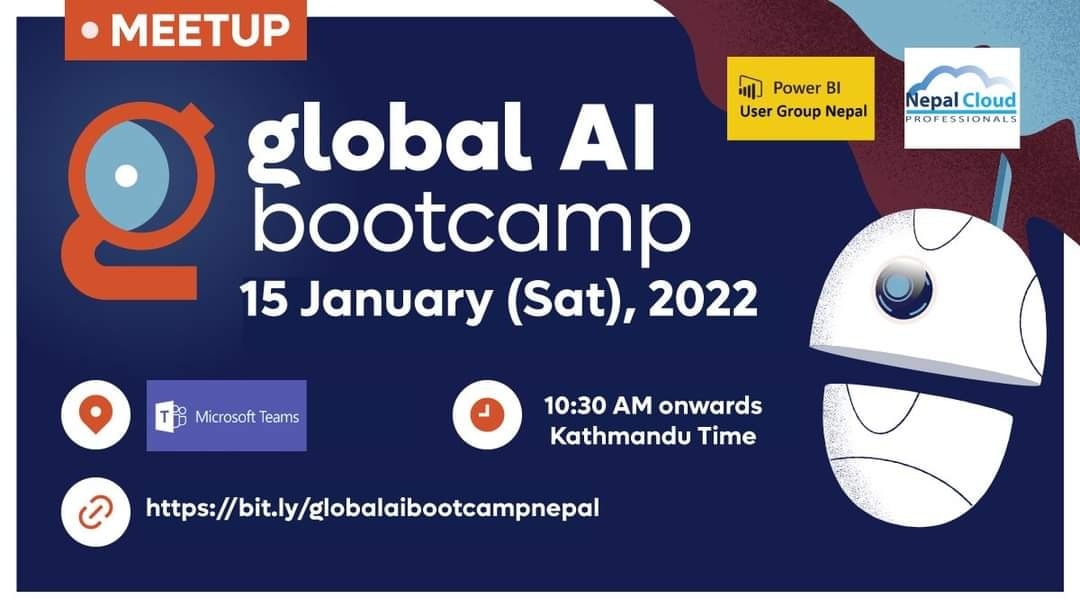 MEETUP
global AI
bootcamp
15 January (Sat), 2022
Power BI
User Group Nepal
Nepal Cloud
PROFESSIONALS
Microsoft Teams
10:30 AM onwards
Kathmandu Time
https://bit.ly/globalaibootcampnepal